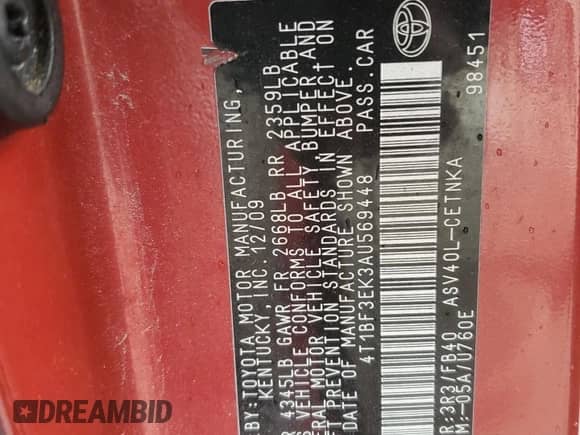 BY: TOYOTA MOTOR MANUFACTURING,
KENTUCKY, INC. 12/09
4345LB GAWR FR 2668LB RR 2359LB
VEHICLE CONFORMS TO ALL APPLICABLE
MOTOR VEHICLE SAFETY, BUMPER AND
PREVENTION STANDARDS IN EFFECT ON
DATE OF MANUFACTURE SHOWN ABOVE.
4T1BF3EK3AU569448 PASS.CAR
R:3R3/FB40 ASV40L-CETNKA
M:-05A/U760E
98451
DREAMBID